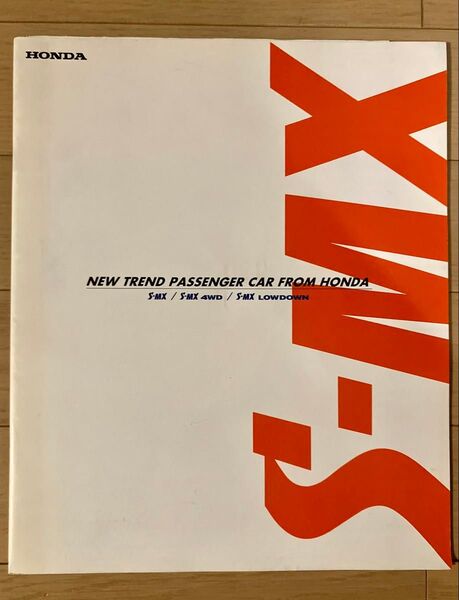 HONDA
S-MX
NEW TREND PASSENGER CAR FROM HONDA
S-MX / S-MX 4WD / S-MX LOWDOWN